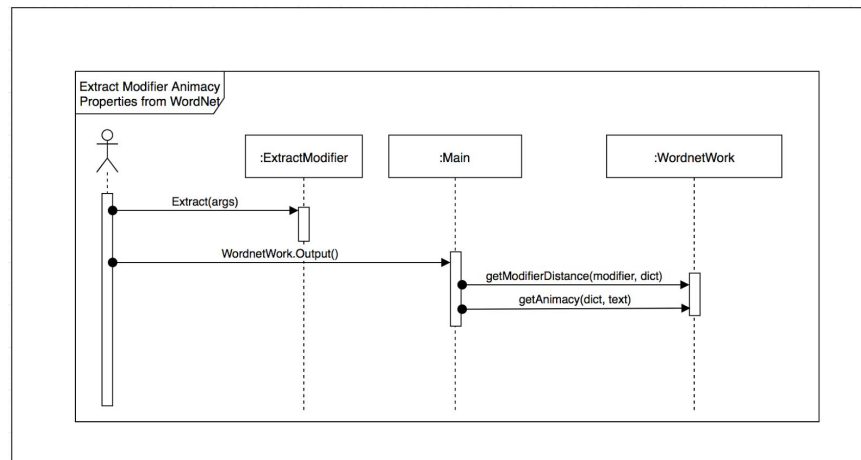 Extract Modifier Animacy
Properties from WordNet
:ExtractModifier
:Main
:WordnetWork
Extract(args)
WordnetWork.Output()
getModifierDistance(modifier, dict)
getAnimacy(dict, text)